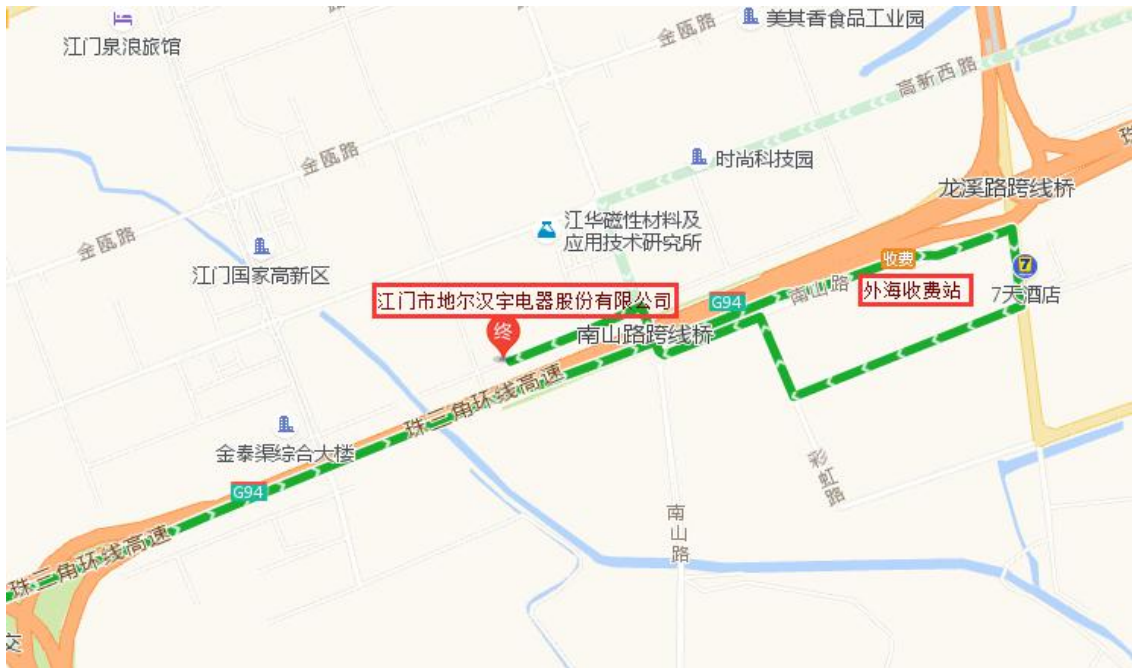 江门泉浪旅馆
美其香食品工业园
金瓯路
高新西路
珠
金瓯路
时尚科技园
龙溪路跨线桥
江华磁性材料及
应用技术研究所
金瓯路
收费
7
江门国家高新区
南山路
外海收费站
7天酒店
江门市地尔汉宇电器股份有限公司
G94
终
南山路跨线桥
珠三角环线高速
金泰渠综合大楼
彩虹路
G94
南山路
珠三角环线高速
交